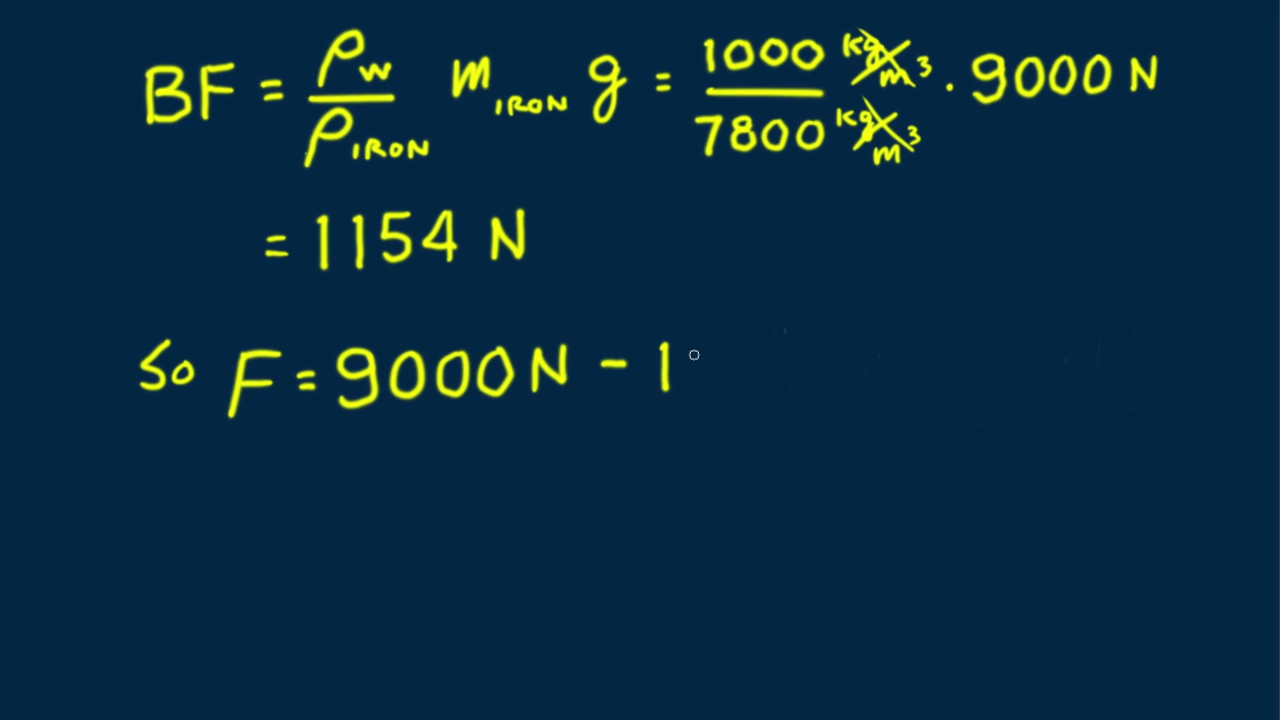 BF = ρw/ρIRON mIRON g = 1000 kg/m³ / 7800 kg/m³ · 9000 N
= 1154 N
So F = 9000 N - 1